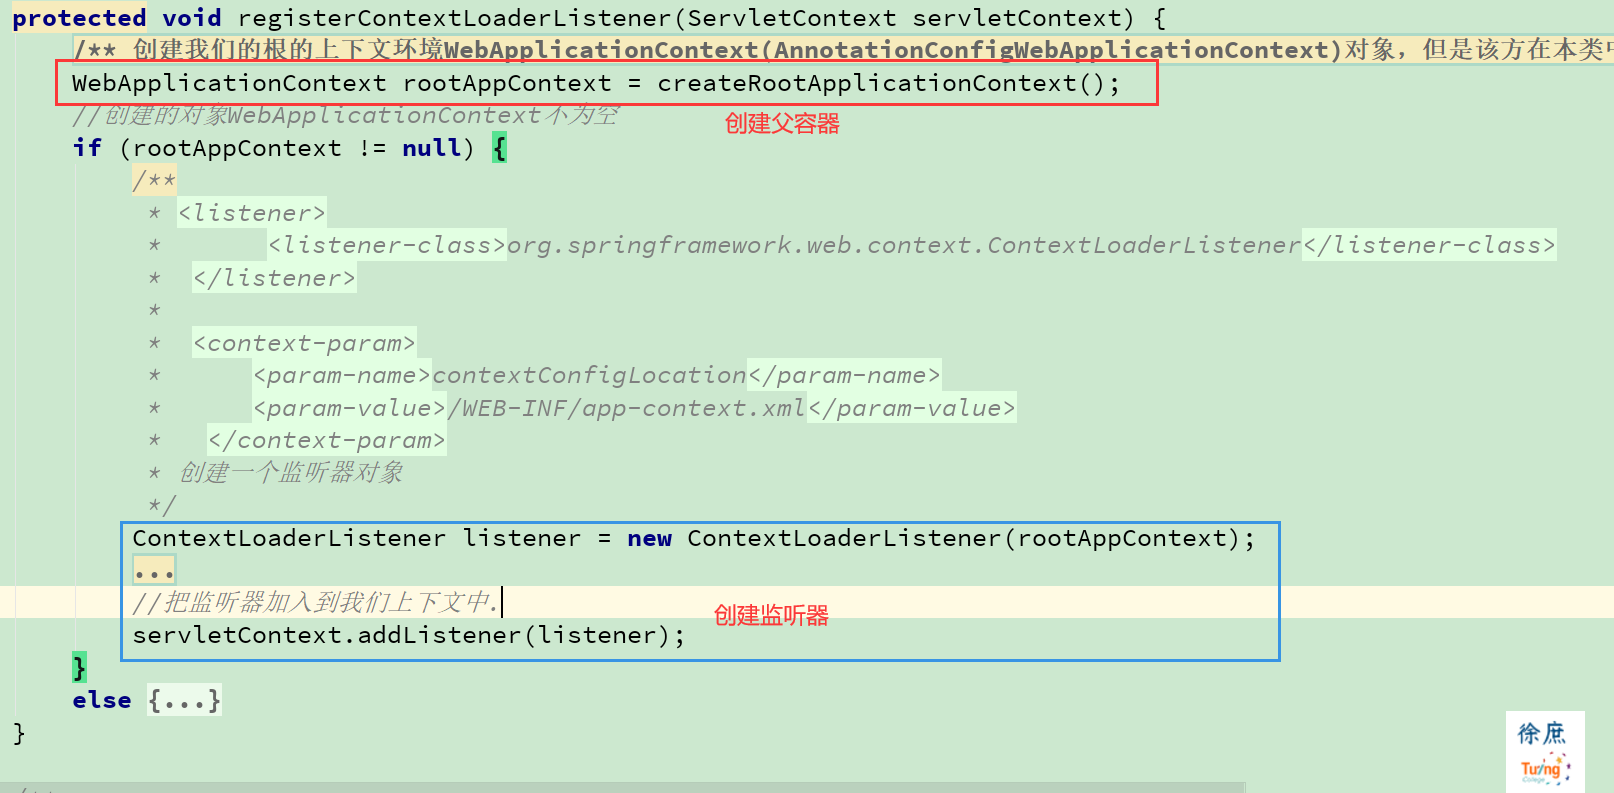 protected void registerContextLoaderListener(ServletContext servletContext) {
/** 创建我们的根的上下文环境WebApplicationContext(AnnotationConfigWebApplicationContext)对象，但是该方在本类中
WebApplicationContext rootAppContext = createRootApplicationContext();
//创建的对象WebApplicationContext不为空
创建父容器
if (rootAppContext != null) {
/**
* <listener>
* <listener-class>org.springframework.web.context.ContextLoaderListener</listener-class>
* </listener>
*
* <context-param>
* <param-name>contextConfigLocation</param-name>
* <param-value>/WEB-INF/app-context.xml</param-value>
* </context-param>
* 创建一个监听器对象
*/
ContextLoaderListener listener = new ContextLoaderListener(rootAppContext);
...
//把监听器加入到我们上下文中.
创建监听器
servletContext.addListener(listener);
}
else {...}
}
徐庶
Turing
College